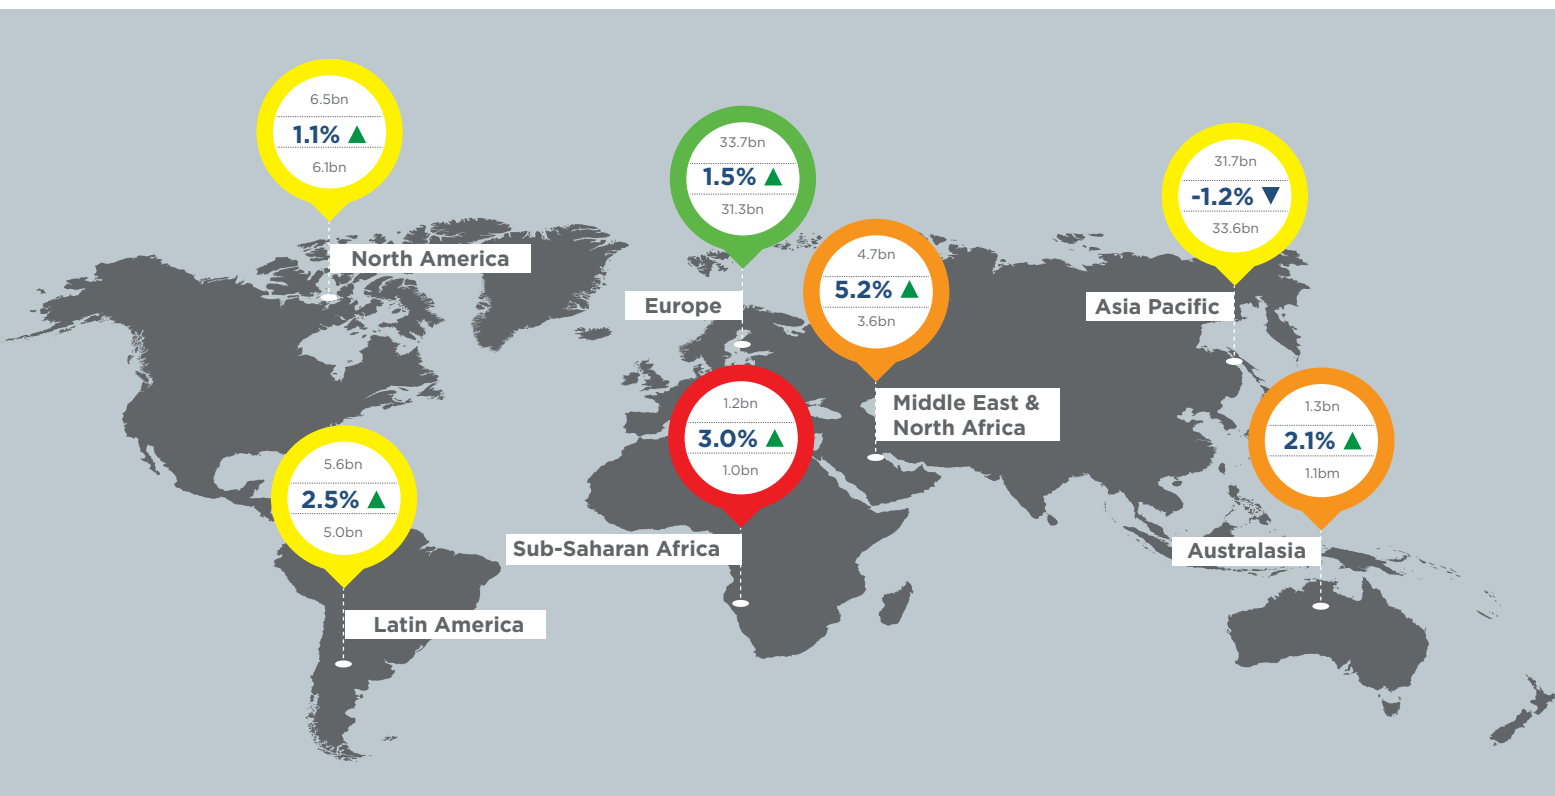 6.5bn
1.1%
6.1bn
North America
33.7bn
1.5%
31.3bn
Europe
4.7bn
5.2%
3.6bn
Middle East &
North Africa
31.7bn
-1.2%
33.6bn
Asia Pacific
5.6bn
2.5%
5.0bn
Latin America
1.2bn
3.0%
1.0bn
Sub-Saharan Africa
1.3bn
2.1%
1.1bm
Australasia